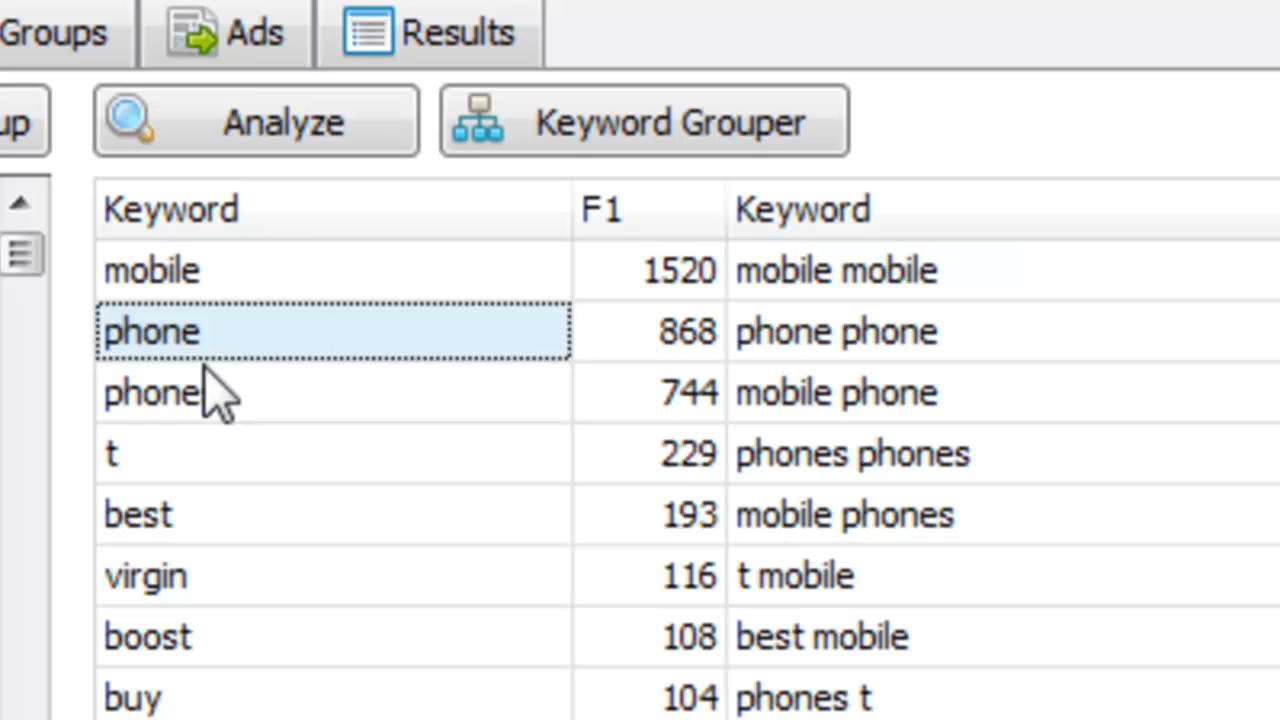 Groups Ads Results
up Analyze Keyword Grouper
Keyword F1 Keyword
mobile 1520 mobile mobile
phone 868 phone phone
phone 744 mobile phone
t 229 phones phones
best 193 mobile phones
virgin 116 t mobile
boost 108 best mobile
buy 104 phones t